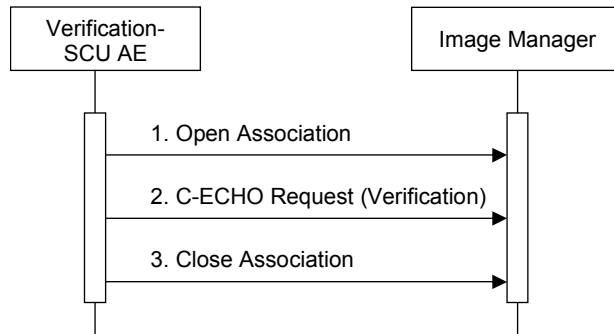 Verification-
SCU AE
Image Manager
1. Open Association
2. C-ECHO Request (Verification)
3. Close Association